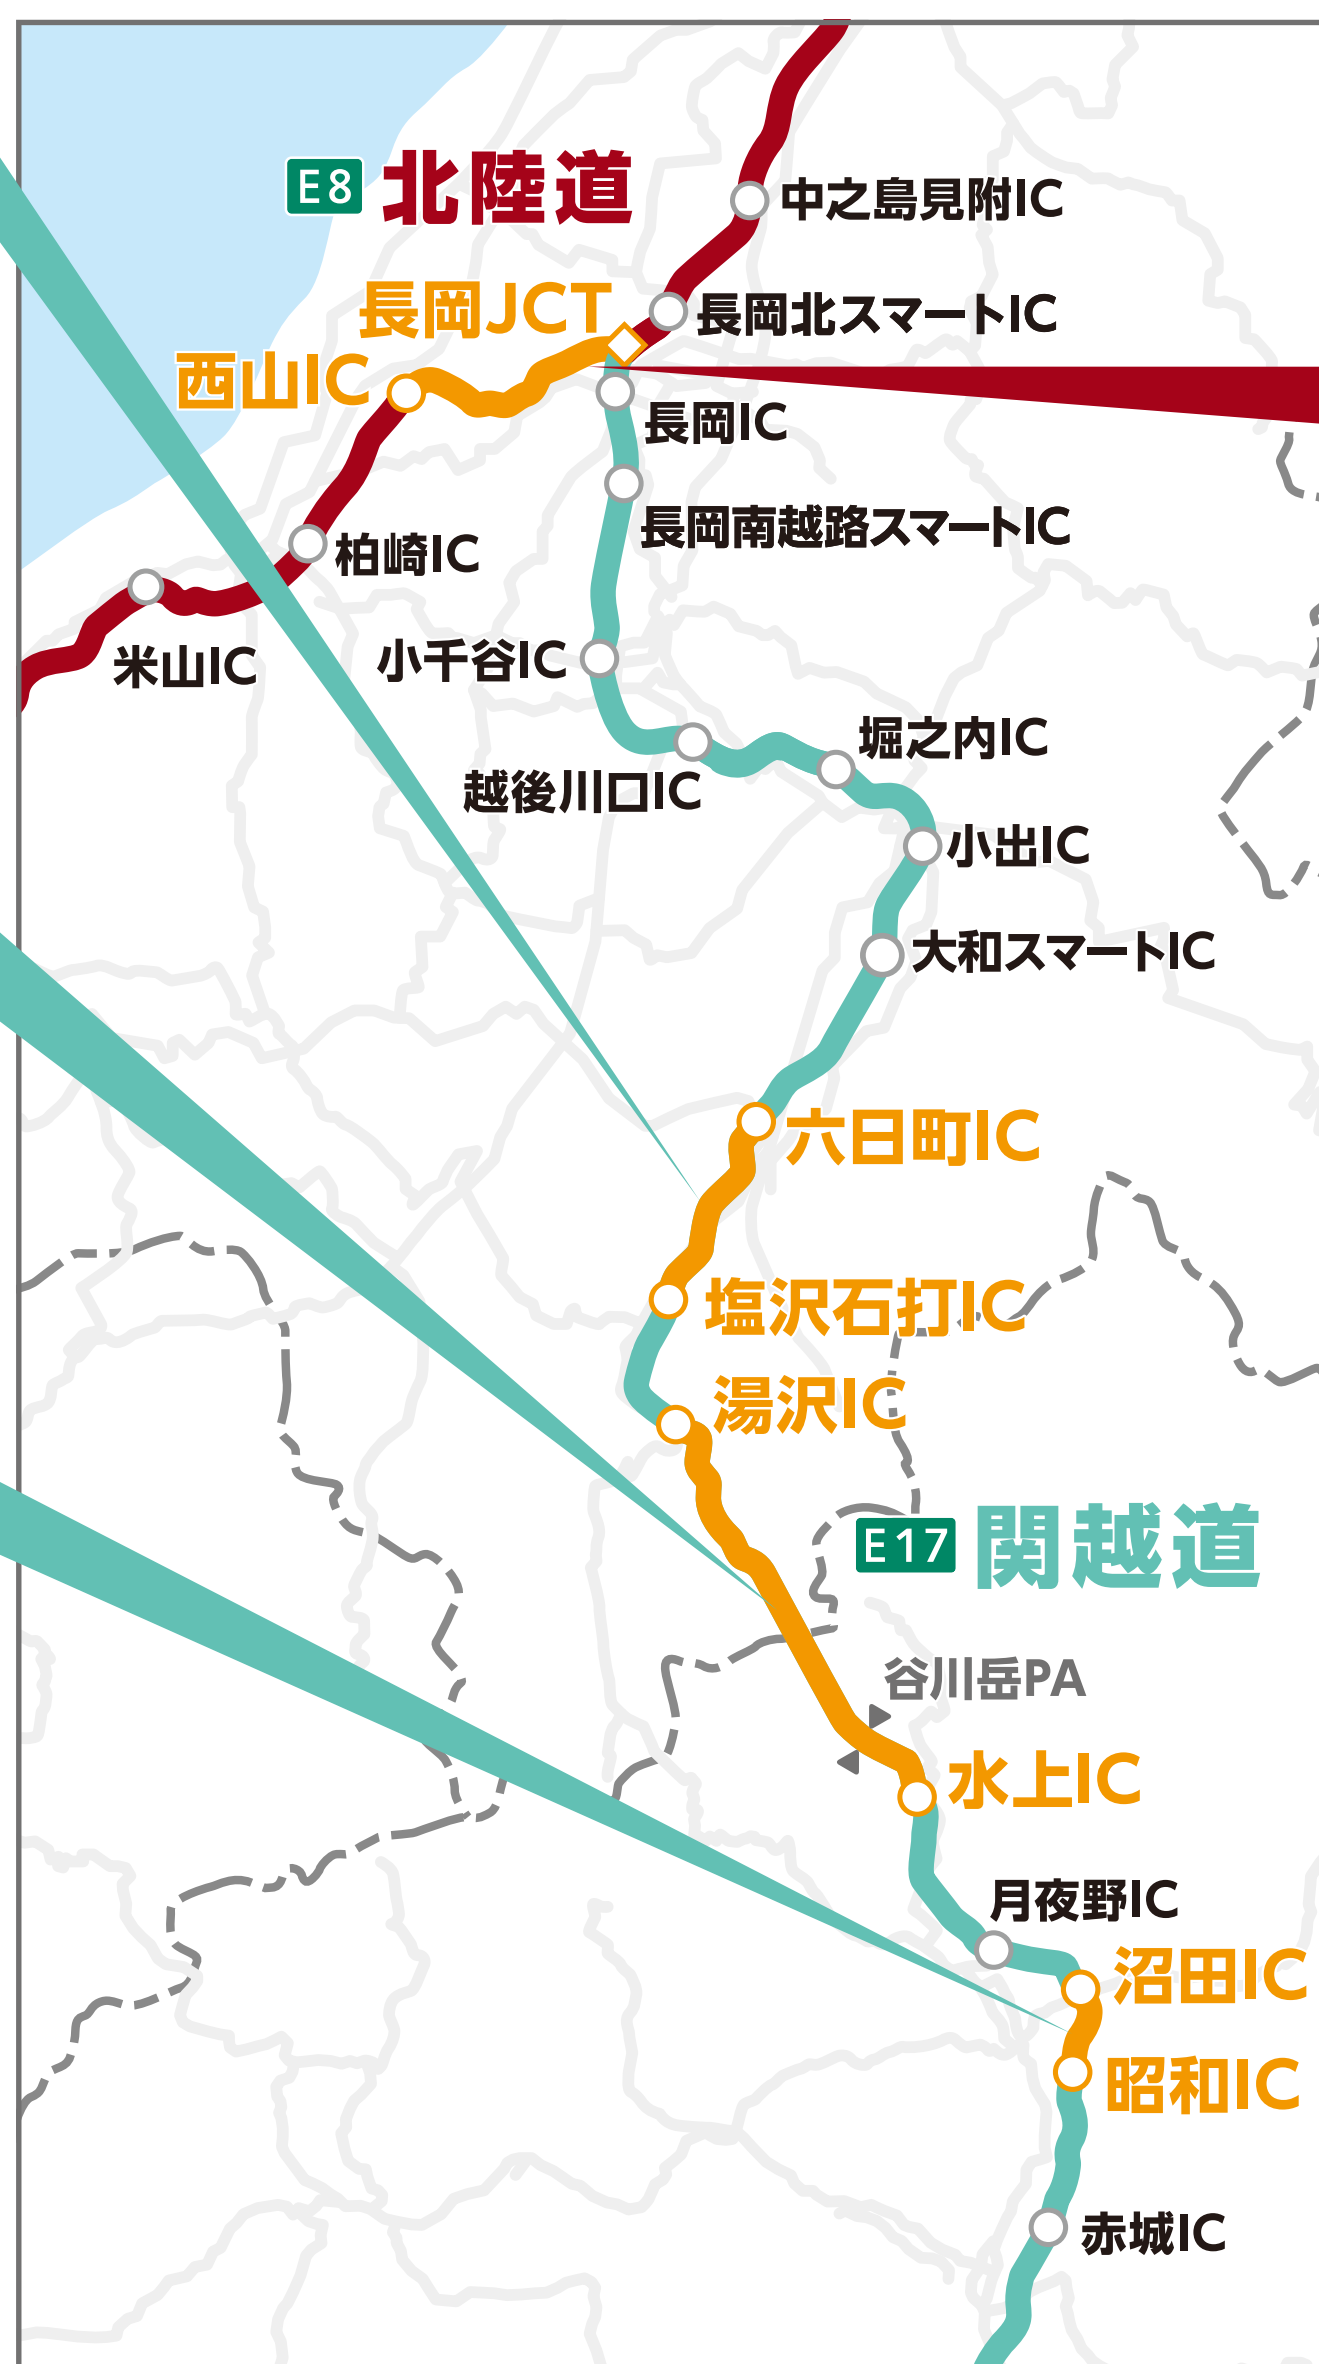 E8 北陸道
中之島見附IC
長岡JCT
長岡北スマートIC
西山IC
長岡IC
長岡南越路スマートIC
柏崎IC
米山IC
小千谷IC
堀之内IC
越後川口IC
小出IC
大和スマートIC
六日町IC
塩沢石打IC
湯沢IC
E17 関越道
谷川岳PA
水上IC
月夜野IC
沼田IC
昭和IC
赤城IC